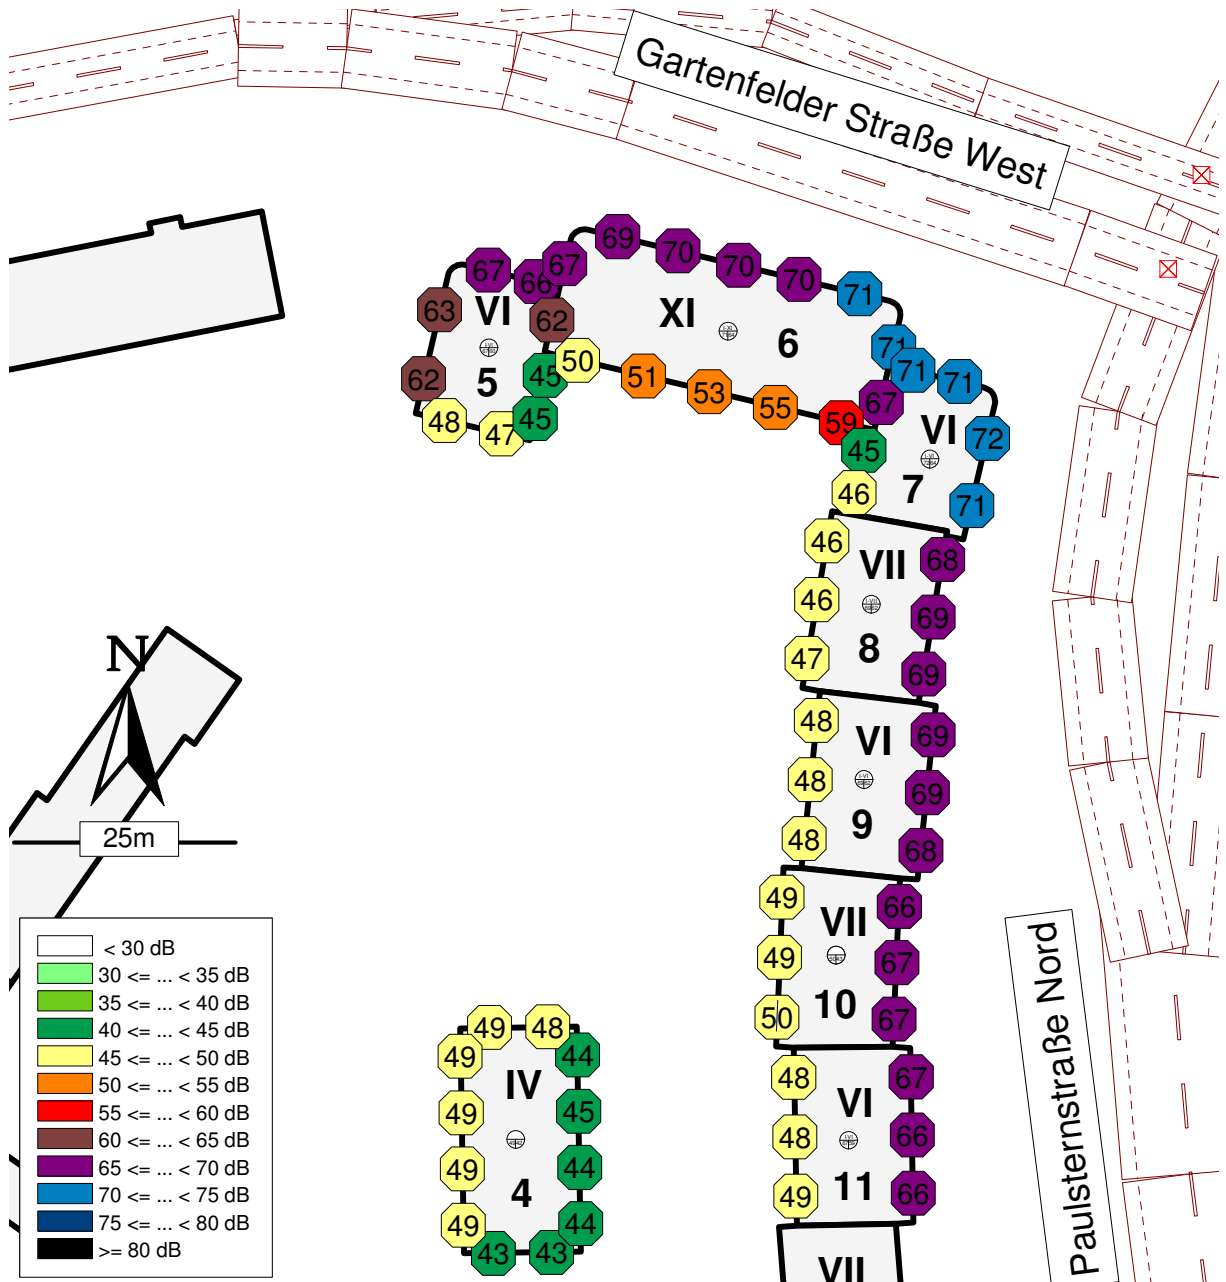 Gartenfelder Straße West
69
70
70
70
71
67
66
67
63
VI
62
XI
6
71
71
71
62
5
45
50
51
53
55
59
67
48
47
45
45
VI
72
46
7
71
46
VII
68
46
69
47
8
69
48
VI
69
48
69
48
9
68
49
VII
66
49
67
50
10
67
48
VI
67
48
66
49
11
66
VII
49
48
49
44
IV
49
45
49
44
4
49
44
43
43
N
25m
< 30 dB
30 <= ... < 35 dB
35 <= ... < 40 dB
40 <= ... < 45 dB
45 <= ... < 50 dB
50 <= ... < 55 dB
55 <= ... < 60 dB
60 <= ... < 65 dB
65 <= ... < 70 dB
70 <= ... < 75 dB
75 <= ... < 80 dB
>= 80 dB
Paulsternstraße Nord